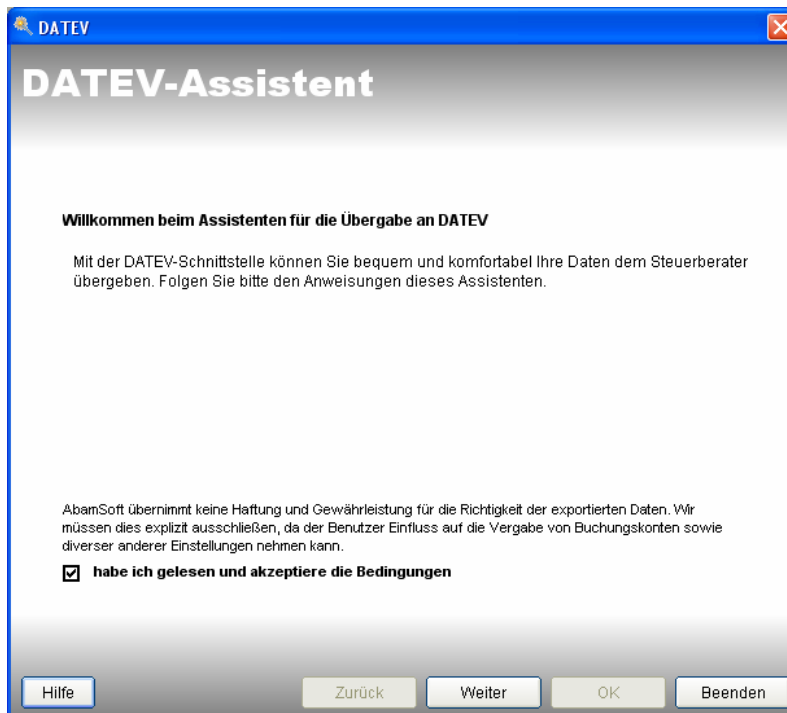 DATEV
DATEV-Assistent
Willkommen beim Assistenten für die Übergabe an DATEV
Mit der DATEV-Schnittstelle können Sie bequem und komfortabel Ihre Daten dem Steuerberater
übergeben. Folgen Sie bitte den Anweisungen dieses Assistenten.
AbamSoft übernimmt keine Haftung und Gewährleistung für die Richtigkeit der exportierten Daten. Wir
müssen dies explizit ausschließen, da der Benutzer Einfluss auf die Vergabe von Buchungskonten sowie
diverser anderer Einstellungen nehmen kann.
habe ich gelesen und akzeptiere die Bedingungen
Hilfe Zurück Weiter OK Beenden